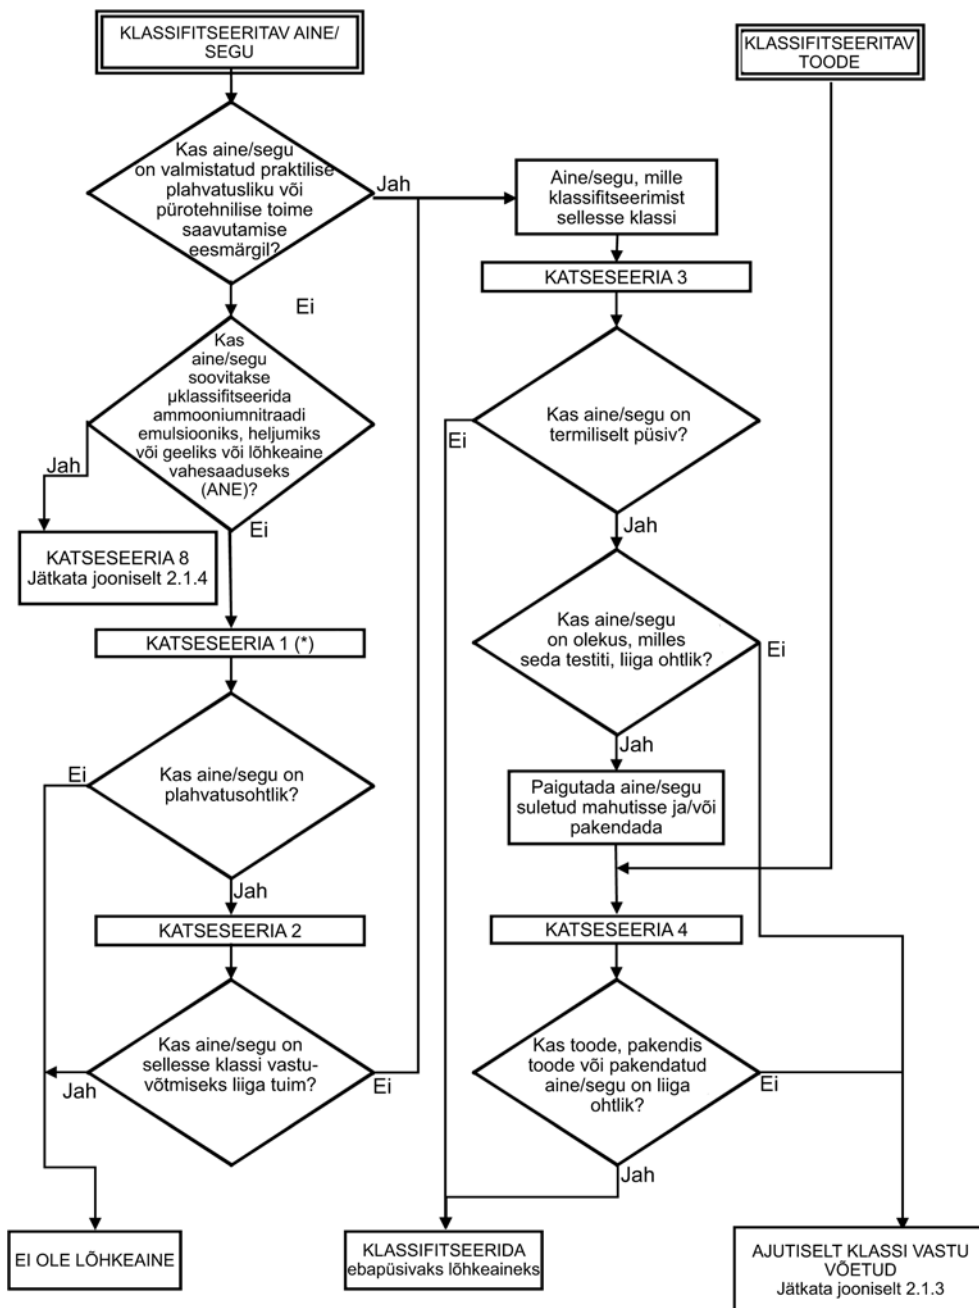 KLASSIFITSEERITAV AINE/
SEGU
KLASSIFITSEERITAV
TOODE
Kas aine/segu
on valmistatud praktilise
plahvatusliku või
pürotehnilise toime
saavutamise
eesmärgil?
Jah
Ei
Aine/segu, mille
klassifitseerimist
sellesse klassi
KATSESEERIA 3
Kas
aine/segu
soovitakse
µklassifitseerida
ammooniumnitraadi
emulsiooniks, heljumiks
või geeliks või lõhkeaine
vahesaaduseks
(ANE)?
Jah
Ei
KATSESEERIA 8
Jätkata jooniselt 2.1.4
Kas aine/segu on
termiliselt püsiv?
Ei
Jah
KATSESEERIA 1 (*)
Kas aine/segu
on olekus, milles
seda testiti, liiga ohtlik?
Ei
Jah
Kas aine/segu on
plahvatusohtlik?
Ei
Jah
Paigutada aine/segu
suletud mahutisse ja/või
pakendada
KATSESEERIA 2
KATSESEERIA 4
Kas aine/segu on
sellesse klassi vastu-
võtmiseks liiga tuim?
Jah
Ei
Kas toode, pakendis
toode või pakendatud
aine/segu on liiga
ohtlik?
Ei
Jah
EI OLE LÕHKEAINE
KLASSIFITSEERIDA
ebapüsivaks lõhkeaineks
AJUTISELT KLASSI VASTU
VÕETUD
Jätkata jooniselt 2.1.3